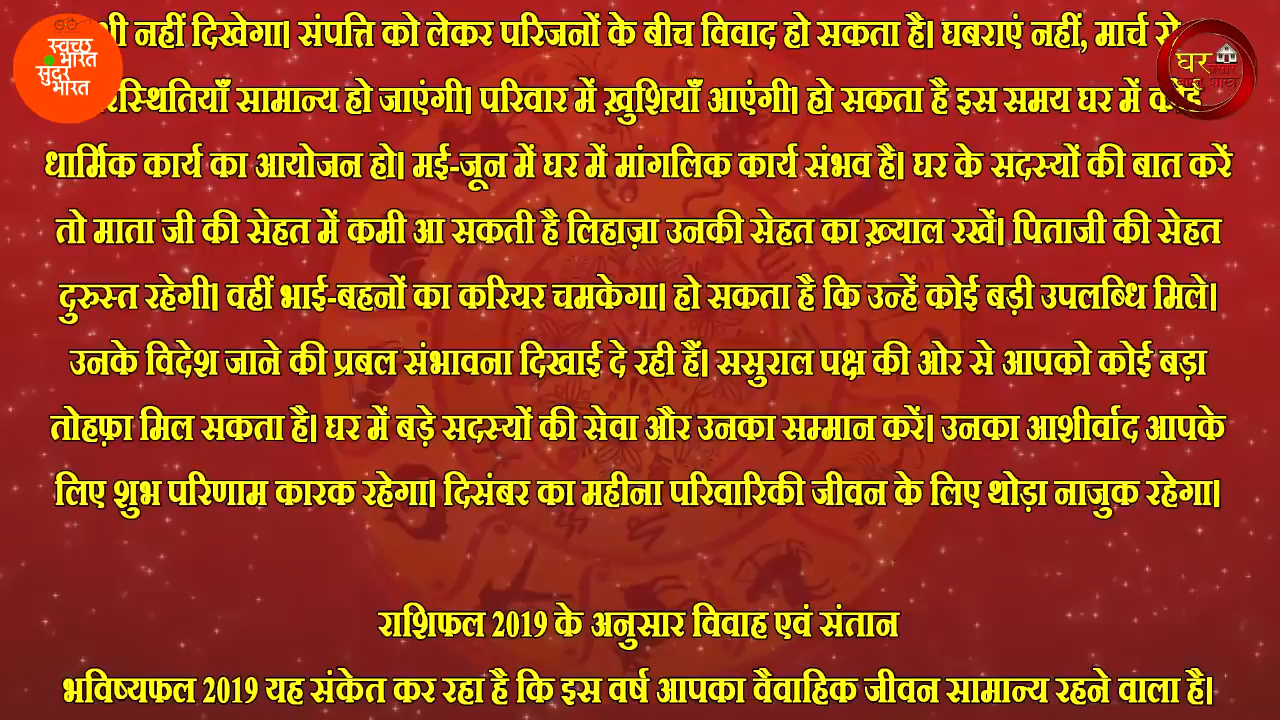 नहीं दिखेगा। संपत्ति को लेकर परिजनों के बीच विवाद हो सकता है। घबराएं नहीं, मार्च
स्वच्छ
भारत
सुंदर
भारत
घर
सामान्य हो जाएंगी। परिवार में ख़ुशियाँ आएंगी। हो सकता है इस समय घर में
धार्मिक कार्य का आयोजन हो। मई-जून में घर में मांगलिक कार्य संभव है। घर के सदस्यों की बात करें
तो माता जी की सेहत में कमी आ सकती है लिहाज़ा उनकी सेहत का ख़्याल रखें। पिताजी की सेहत
दुरुस्त रहेगी। वहीं भाई-बहनों का करियर चमकेगा। हो सकता है कि उन्हें कोई बड़ी उपलब्धि मिले।
उनके विदेश जाने की प्रबल संभावना दिखाई दे रही हैं। ससुराल पक्ष की ओर से आपको कोई बड़ा
तोहफ़ा मिल सकता है। घर में बड़े सदस्यों की सेवा और उनका सम्मान करें। उनका आशीर्वाद आपके
लिए शुभ परिणाम कारक रहेगा। दिसंबर का महीना परिवारिकी जीवन के लिए थोड़ा नाजुक रहेगा।
राशिफल 2019 के अनुसार विवाह एवं संतान
भविष्यफल 2019 यह संकेत कर रहा है कि इस वर्ष आपका वैवाहिक जीवन सामान्य रहने वाला है।